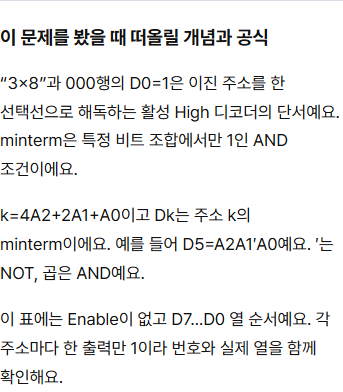 이 문제를 봤을 때 떠올릴 개념과 공식
“3×8”과 000행의 D0=1은 이진 주소를 한
선택선으로 해독하는 활성 High 디코더의 단서예요.
minterm은 특정 비트 조합에서만 1인 AND
조건이에요.
k=4A2+2A1+A0이고 Dk는 주소 k의
minterm이에요. 예를 들어 D5=A2A1′A0예요. ′는
NOT, 곱은 AND예요.
이 표에는 Enable이 없고 D7…D0 열 순서예요. 각
주소마다 한 출력만 1이라 번호와 실제 열을 함께
확인해요.